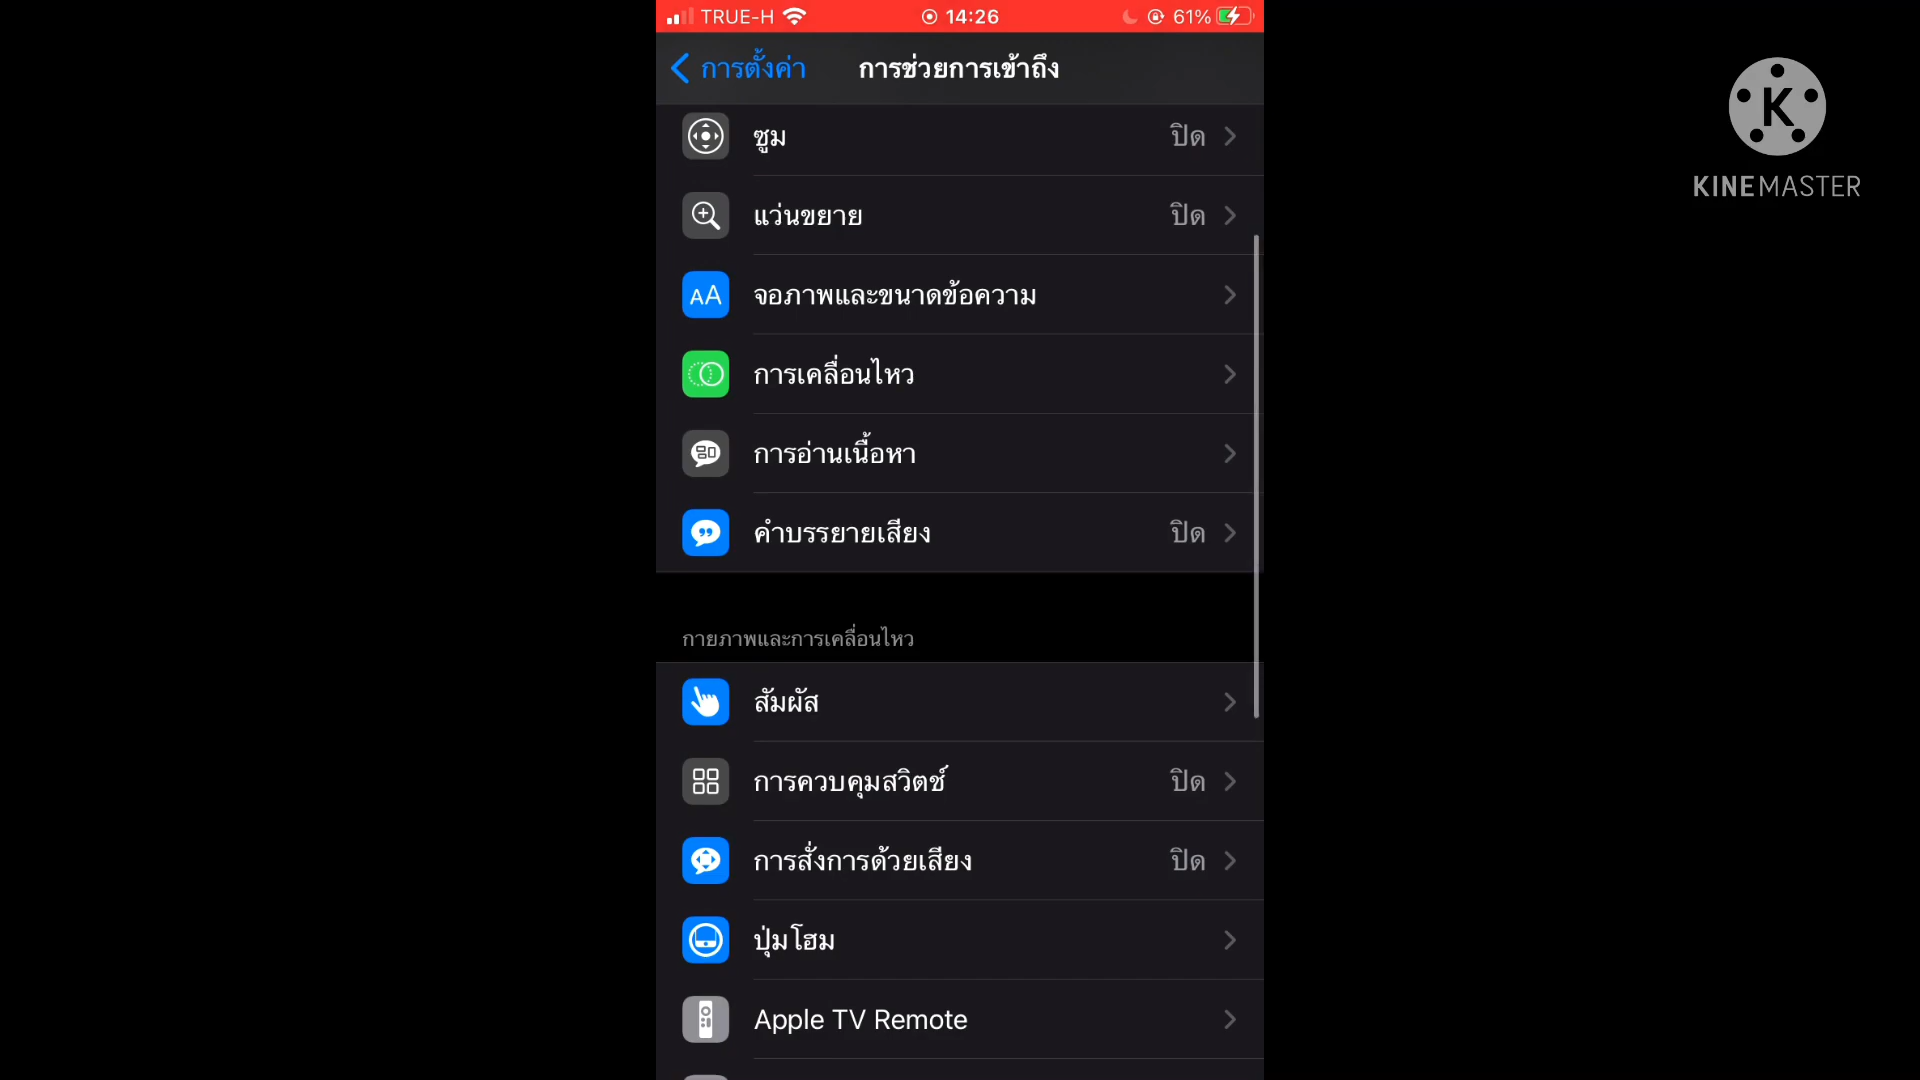 TRUE-H 14:26 61%
การตั้งค่า การช่วยการเข้าถึง
ซูม ปิด
แว่นขยาย ปิด
AA จอภาพและขนาดข้อความ
การเคลื่อนไหว
การอ่านเนื้อหา
คำบรรยายเสียง ปิด
กายภาพและการเคลื่อนไหว
สัมผัส
การควบคุมสวิตช์ ปิด
การสั่งการด้วยเสียง ปิด
ปุ่มโฮม
Apple TV Remote
K
KINEMASTER